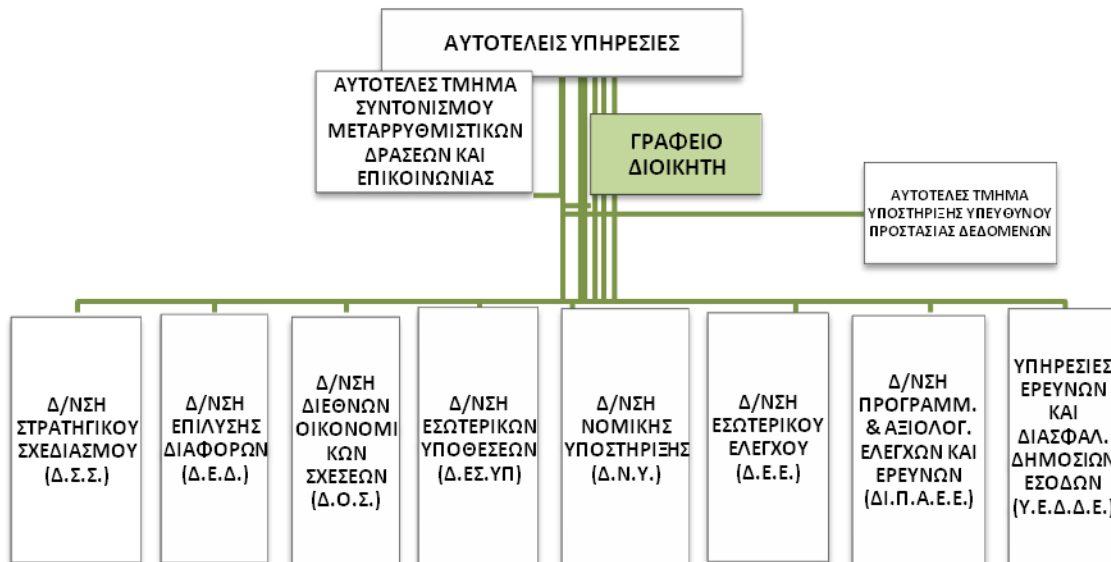 ΑΥΤΟΤΕΛΕΙΣ ΥΠΗΡΕΣΙΕΣ
ΑΥΤΟΤΕΛΕΣ ΤΜΗΜΑ
ΣΥΝΤΟΝΙΣΜΟΥ
ΜΕΤΑΡΡΥΘΜΙΣΤΙΚΩΝ
ΔΡΑΣΕΩΝ ΚΑΙ
ΕΠΙΚΟΙΝΩΝΙΑΣ
ΓΡΑΦΕΙΟ
ΔΙΟΙΚΗΤΗ
ΑΥΤΟΤΕΛΕΣ ΤΜΗΜΑ
ΥΠΟΣΤΗΡΙΞΗΣ ΥΠΕΥΘΥΝΟΥ
ΠΡΟΣΤΑΣΙΑΣ ΔΕΔΟΜΕΝΩΝ
Δ/ΝΣΗ
ΣΤΡΑΤΗΓΙΚΟΥ
ΣΧΕΔΙΑΣΜΟΥ
(Δ.Σ.Σ.)
Δ/ΝΣΗ
ΕΠΙΛΥΣΗΣ
ΔΙΑΦΟΡΩΝ
(Δ.Ε.Δ.)
Δ/ΝΣΗ
ΔΙΕΘΝΩΝ
ΟΙΚΟΝΟΜΙ
ΚΩΝ
ΣΧΕΣΕΩΝ
(Δ.Ο.Σ.)
Δ/ΝΣΗ
ΕΣΩΤΕΡΙΚΩΝ
ΥΠΟΘΕΣΕΩΝ
(Δ.ΕΣ.ΥΠ)
Δ/ΝΣΗ
ΝΟΜΙΚΗΣ
ΥΠΟΣΤΗΡΙΞΗΣ
(Δ.Ν.Υ.)
Δ/ΝΣΗ
ΕΣΩΤΕΡΙΚΟΥ
ΕΛΕΓΧΟΥ
(Δ.Ε.Ε.)
Δ/ΝΣΗ
ΠΡΟΓΡΑΜΜ.
& ΑΞΙΟΛΟΓ.
ΕΛΕΓΧΩΝ ΚΑΙ
ΕΡΕΥΝΩΝ
(ΔΙ.Π.Α.Ε.Ε.)
ΥΠΗΡΕΣΙΕΣ
ΕΡΕΥΝΩΝ
ΚΑΙ
ΔΙΑΣΦΑΛ.
ΔΗΜΟΣΙΩΝ
ΕΣΟΔΩΝ
(Υ.Ε.Δ.Δ.Ε.)